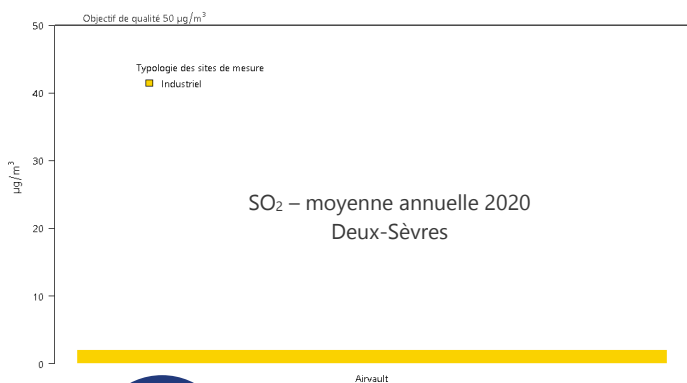 Objectif de qualité 50 µg/m³
50
Typologie des sites de mesure
Industriel
40
30
µg/m³
SO₂ – moyenne annuelle 2020
Deux-Sèvres
20
10
0
Airvault